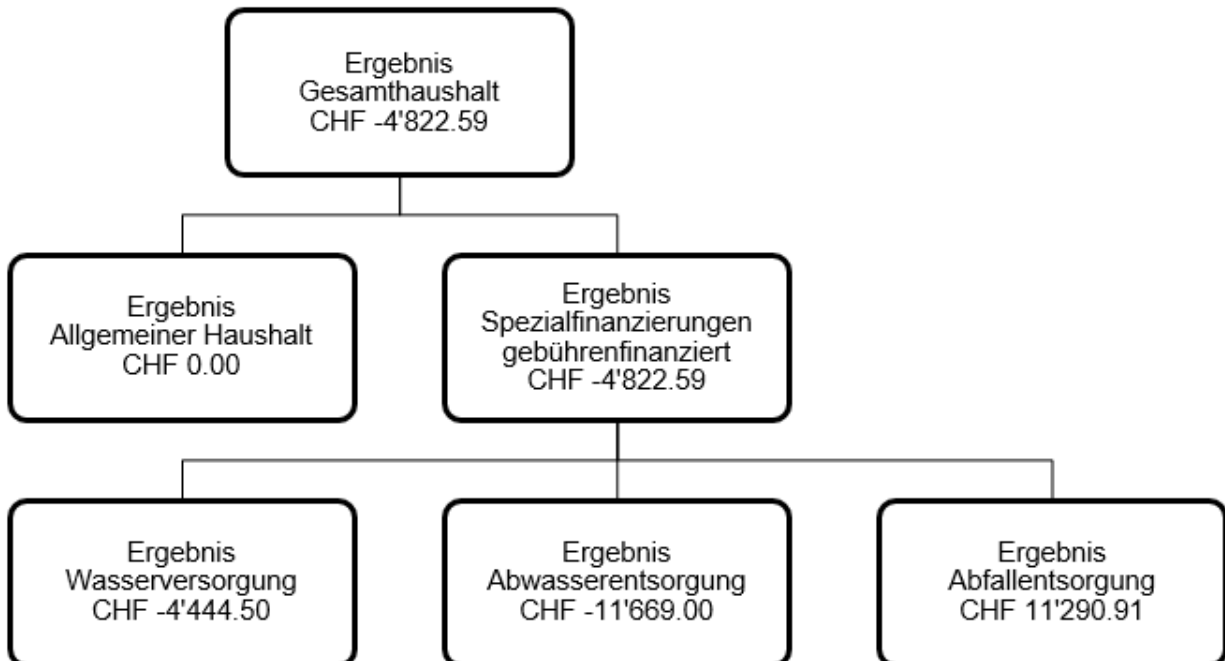 Ergebnis
Gesamthaushalt
CHF -4'822.59
Ergebnis
Allgemeiner Haushalt
CHF 0.00
Ergebnis
Spezialfinanzierungen
gebührenfinanziert
CHF -4'822.59
Ergebnis
Wasserversorgung
CHF -4'444.50
Ergebnis
Abwasserentsorgung
CHF -11'669.00
Ergebnis
Abfallentsorgung
CHF 11'290.91